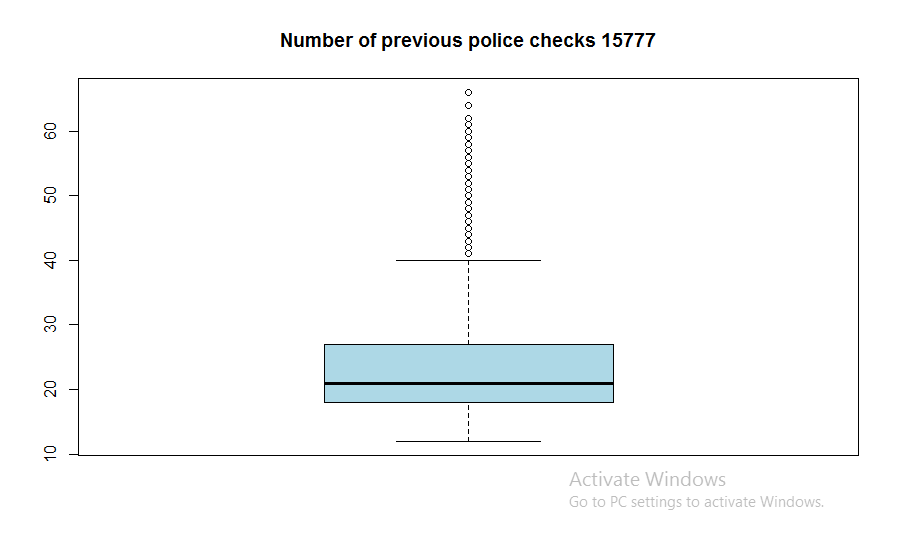 Number of previous police checks 15777
60
50
40
30
20
10
Activate Windows
Go to PC settings to activate Windows.